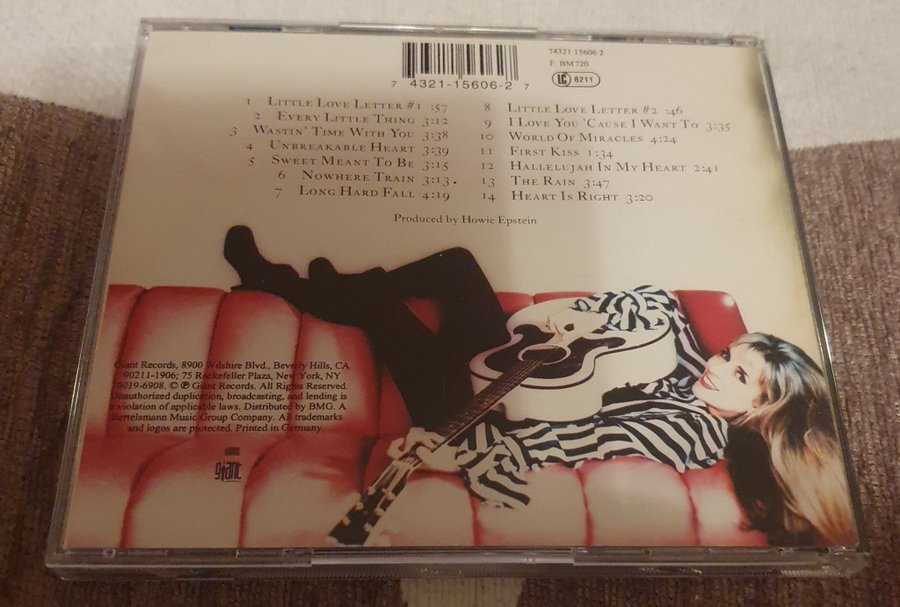 7 4321-15606-2 7
74321 15606 2
F: BM 720
LC 6211
1 LITTLE LOVE LETTER #1 :57
2 EVERY LITTLE THING 3:12
3 WASTIN' TIME WITH YOU 3:38
4 UNBREAKABLE HEART 3:39
5 SWEET MEANT TO BE 3:15
6 NOWHERE TRAIN 3:13.
7 LONG HARD FALL 4:19
8 LITTLE LOVE LETTER #2 :46
9 I LOVE YOU 'CAUSE I WANT TO 3:35
10 WORLD OF MIRACLES 4:24
11 FIRST KISS 1:34
12 HALLELUJAH IN MY HEART 2:41
13 THE RAIN 3:47
14 HEART IS RIGHT 3:20
Produced by Howie Epstein
Giant Records, 8900 Wilshire Blvd., Beverly Hills, CA
90211-1906; 75 Rockefeller Plaza, New York, NY
10019-6908. © ℗ Giant Records. All Rights Reserved.
Unauthorized duplication, broadcasting, and lending is
a violation of applicable laws. Distributed by BMG. A
Bertelsmann Music Group Company. All trademarks
and logos are protected. Printed in Germany.
giant